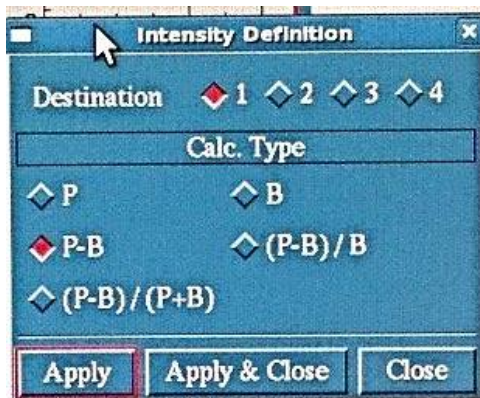 Intensity Definition
Destination 1 2 3 4
Calc. Type
P B
P-B (P-B)/B
(P-B)/(P+B)
Apply Apply & Close Close